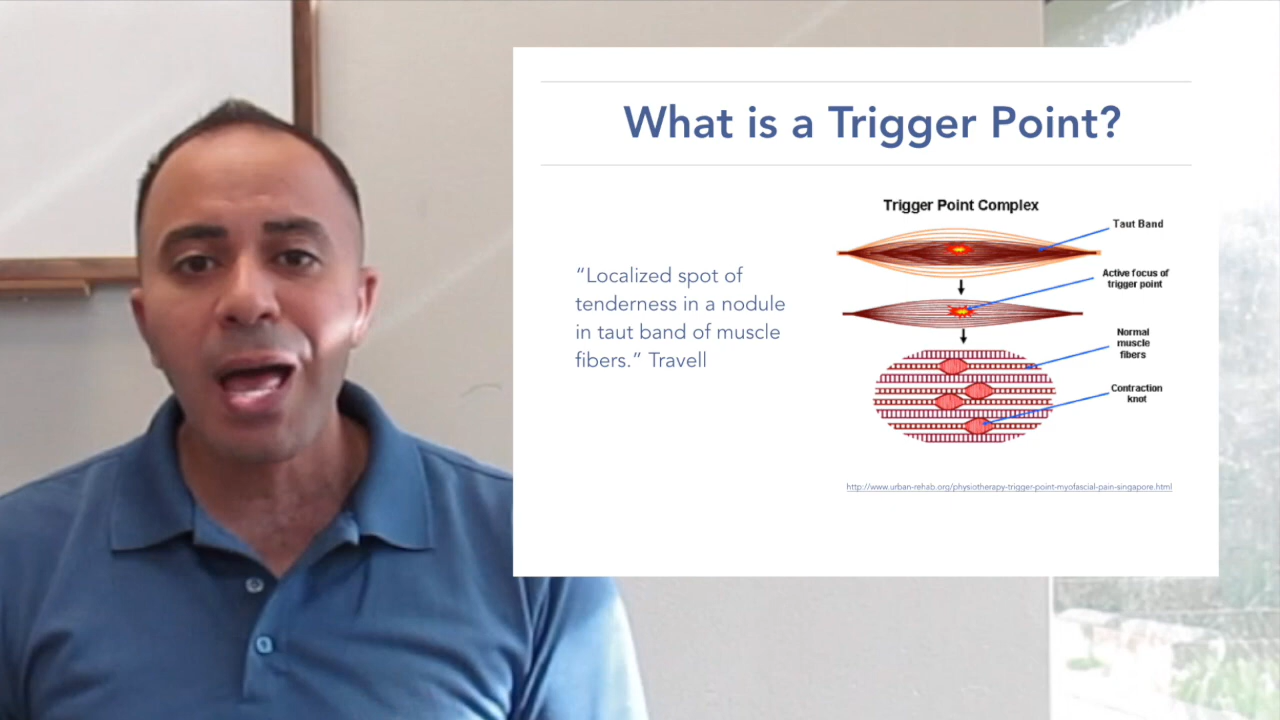 What is a Trigger Point?
“Localized spot of
tenderness in a nodule
in taut band of muscle
fibers.” Travell
Trigger Point Complex
Taut Band
Active focus of
trigger point
Normal
muscle
fibers
Contraction
knot
http://www.urban-rehab.org/physiotherapy-trigger-point-myofascial-pain-singapore.html